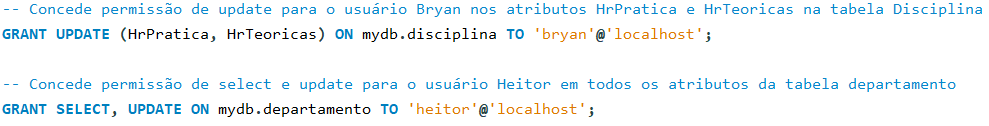 -- Concede permissão de update para o usuário Bryan nos atributos HrPratica e HrTeoricas na tabela Disciplina
GRANT UPDATE (HrPratica, HrTeoricas) ON mydb.disciplina TO 'bryan'@'localhost';
-- Concede permissão de select e update para o usuário Heitor em todos os atributos da tabela departamento
GRANT SELECT, UPDATE ON mydb.departamento TO 'heitor'@'localhost';